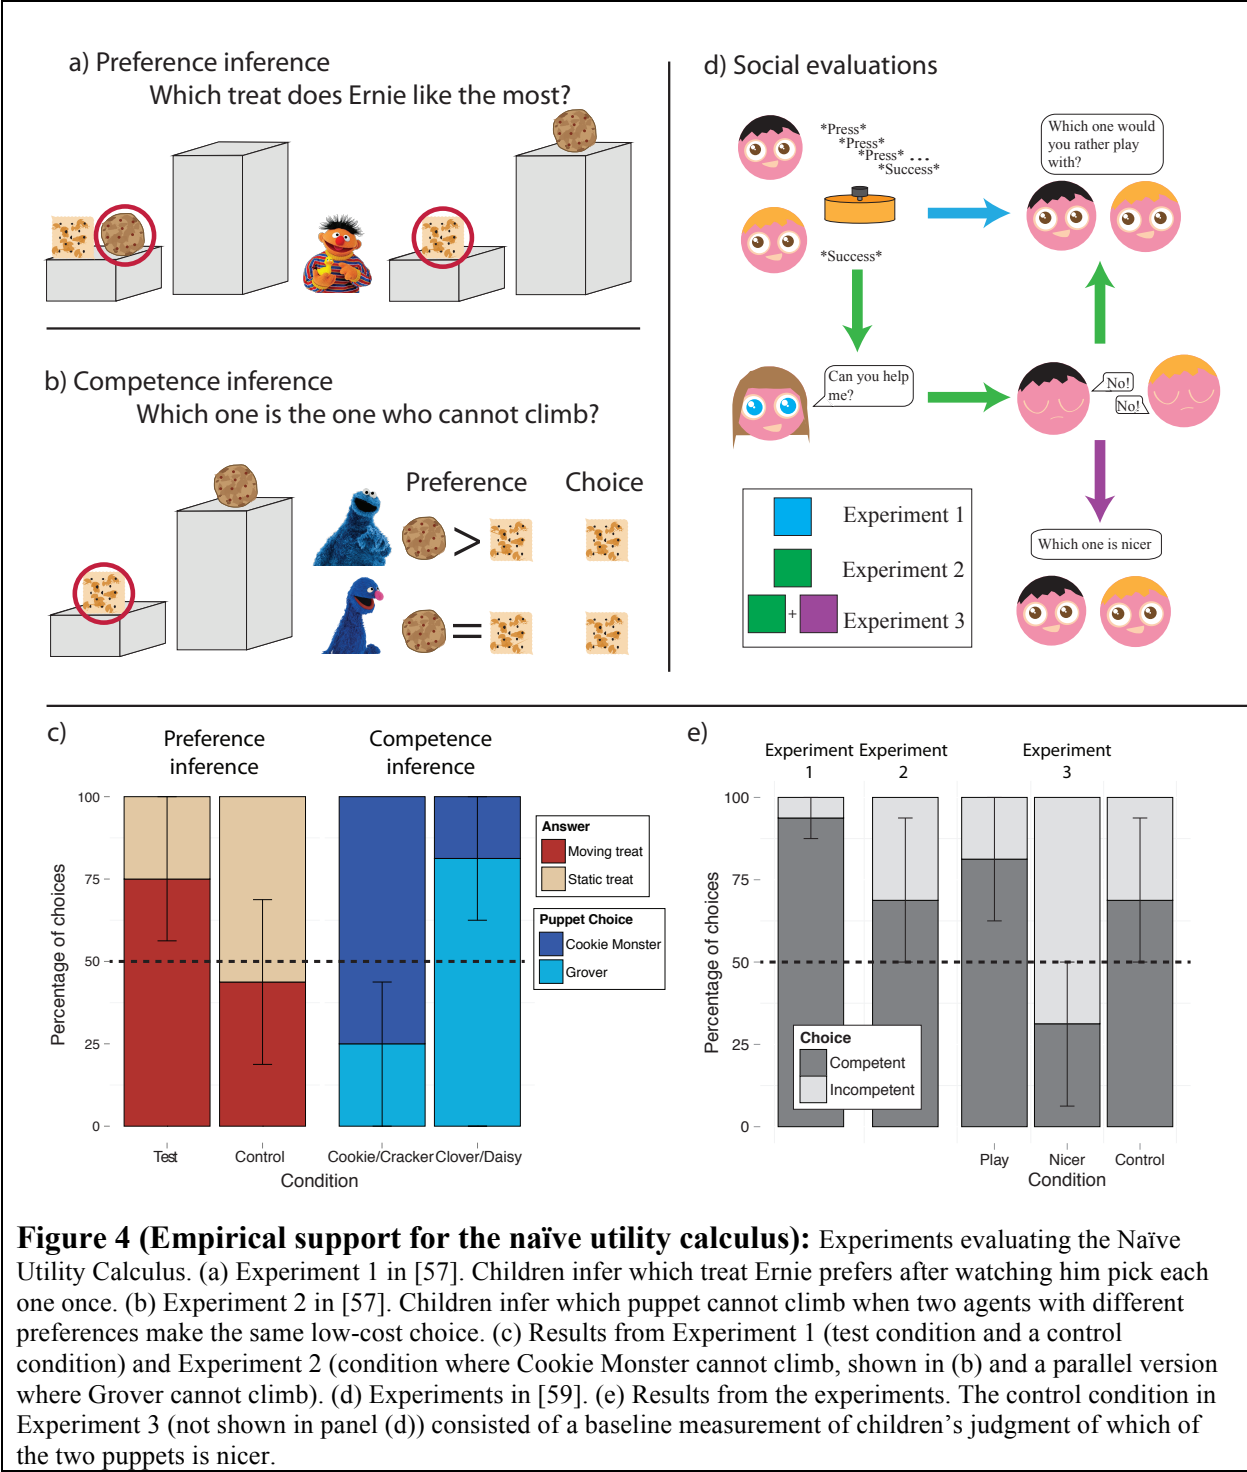 a) Preference inference
Which treat does Ernie like the most?
b) Competence inference
Which one is the one who cannot climb?
Preference
Choice
>
=
d) Social evaluations
*Press*
*Press*
*Press* ...
*Success*
*Success*
Which one would
you rather play
with?
Can you help
me?
No!
No!
Which one is nicer
Experiment 1
Experiment 2
+
Experiment 3
c)
Preference
inference
Competence
inference
Percentage of choices
100
75
50
25
0
Test
Control
Cookie/Cracker
Clover/Daisy
Condition
Answer
Moving treat
Static treat
Puppet Choice
Cookie Monster
Grover
e)
Experiment
1
Experiment
2
Experiment
3
Percentage of choices
100
75
50
25
0
Choice
Competent
Incompetent
Play
Nicer
Control
Condition
Figure 4 (Empirical support for the naïve utility calculus): Experiments evaluating the Naïve
Utility Calculus. (a) Experiment 1 in [57]. Children infer which treat Ernie prefers after watching him pick each
one once. (b) Experiment 2 in [57]. Children infer which puppet cannot climb when two agents with different
preferences make the same low-cost choice. (c) Results from Experiment 1 (test condition and a control
condition) and Experiment 2 (condition where Cookie Monster cannot climb, shown in (b) and a parallel version
where Grover cannot climb). (d) Experiments in [59]. (e) Results from the experiments. The control condition in
Experiment 3 (not shown in panel (d)) consisted of a baseline measurement of children's judgment of which of
the two puppets is nicer.